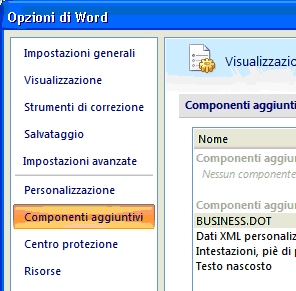 Opzioni di Word
Impostazioni generali
Visualizzazione
Strumenti di correzione
Salvataggio
Impostazioni avanzate
Personalizzazione
Componenti aggiuntivi
Centro protezione
Risorse
Visualizzazio
Componenti aggiunti
Nome
Componenti aggiun
Nessun componente
Componenti aggiun
BUSINESS.DOT
Dati XML personaliz
Intestazioni, piè di p
Testo nascosto